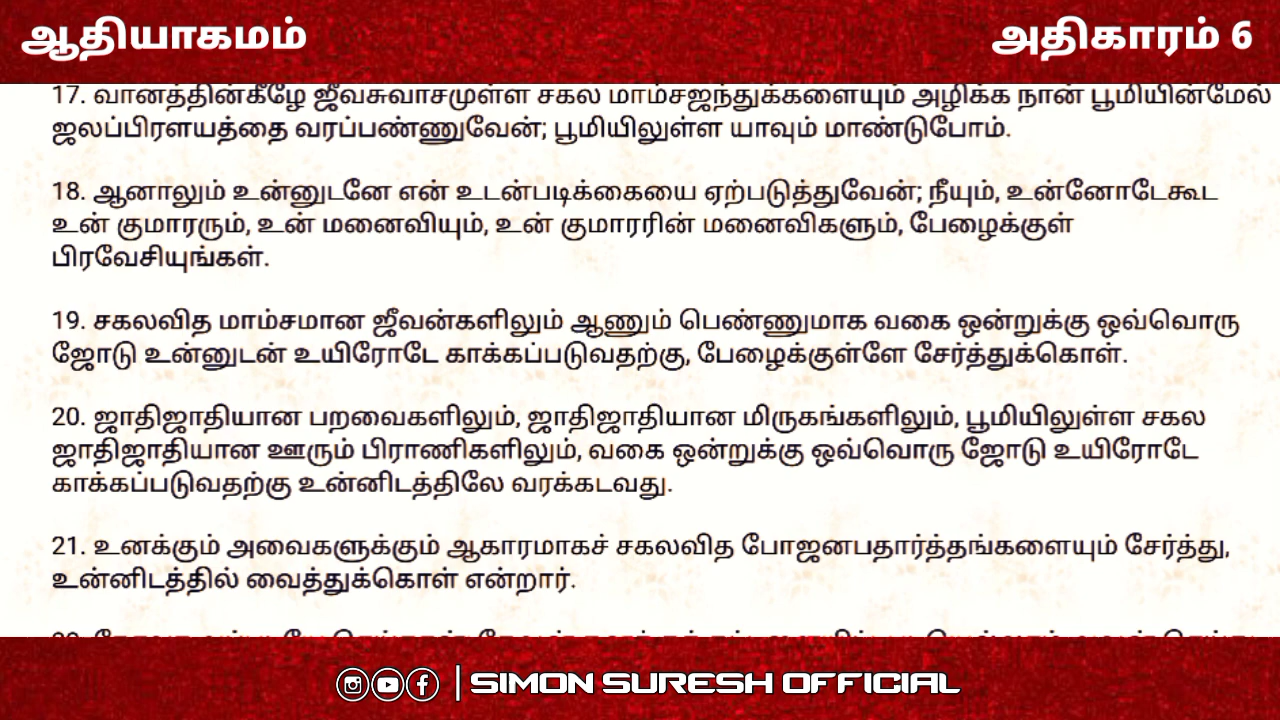 ஆதியாகமம்
அதிகாரம் 6
17. வானத்தின்கீழே ஜீவசுவாசமுள்ள சகல மாம்சஜந்துக்களையும் அழிக்க நான் பூமியின்மேல்
ஜலப்பிரளயத்தை வரப்பண்ணுவேன்; பூமியிலுள்ள யாவும் மாண்டுபோம்.
18. ஆனாலும் உன்னுடனே என் உடன்படிக்கையை ஏற்படுத்துவேன்; நீயும், உன்னோடேகூட
உன் குமாரரும், உன் மனைவியும், உன் குமாரரின் மனைவிகளும், பேழைக்குள்
பிரவேசியுங்கள்.
19. சகலவித மாம்சமான ஜீவன்களிலும் ஆணும் பெண்ணுமாக வகை ஒன்றுக்கு ஒவ்வொரு
ஜோடு உன்னுடன் உயிரோடே காக்கப்படுவதற்கு, பேழைக்குள்ளே சேர்த்துக்கொள்.
20. ஜாதிஜாதியான பறவைகளிலும், ஜாதிஜாதியான மிருகங்களிலும், பூமியிலுள்ள சகல
ஜாதிஜாதியான ஊரும் பிராணிகளிலும், வகை ஒன்றுக்கு ஒவ்வொரு ஜோடு உயிரோடே
காக்கப்படுவதற்கு உன்னிடத்திலே வரக்கடவது.
21. உனக்கும் அவைகளுக்கும் ஆகாரமாகச் சகலவித போஜனபதார்த்தங்களையும் சேர்த்து,
உன்னிடத்தில் வைத்துக்கொள் என்றார்.
SIMON SURESH OFFICIAL